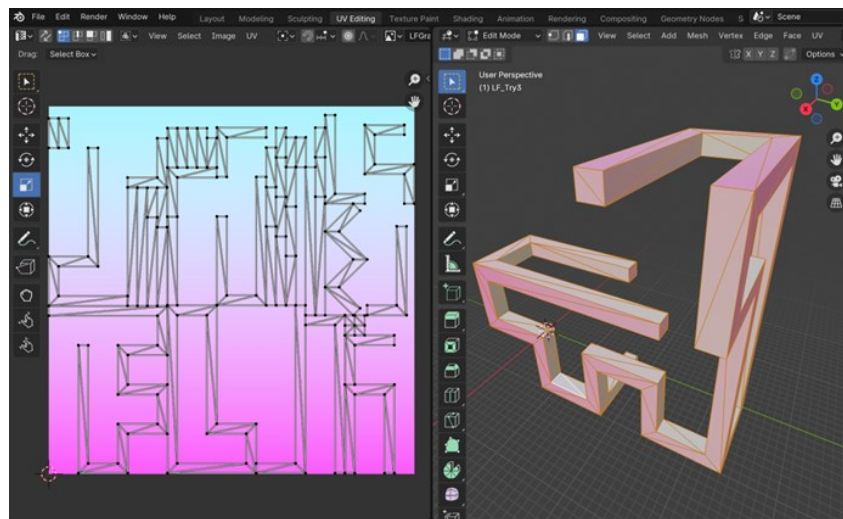 File Edit Render Window Help Layout Modeling Sculpting UV Editing Texture Paint Shading Animation Rendering Compositing Geometry Nodes S Scene
View Select Image UV LFGra Edit Mode View Select Add Mesh Vertex Edge Face UV
X Y Z Options
Drag: Select Box
User Perspective
(1) LF_Try3
Z
Y
X